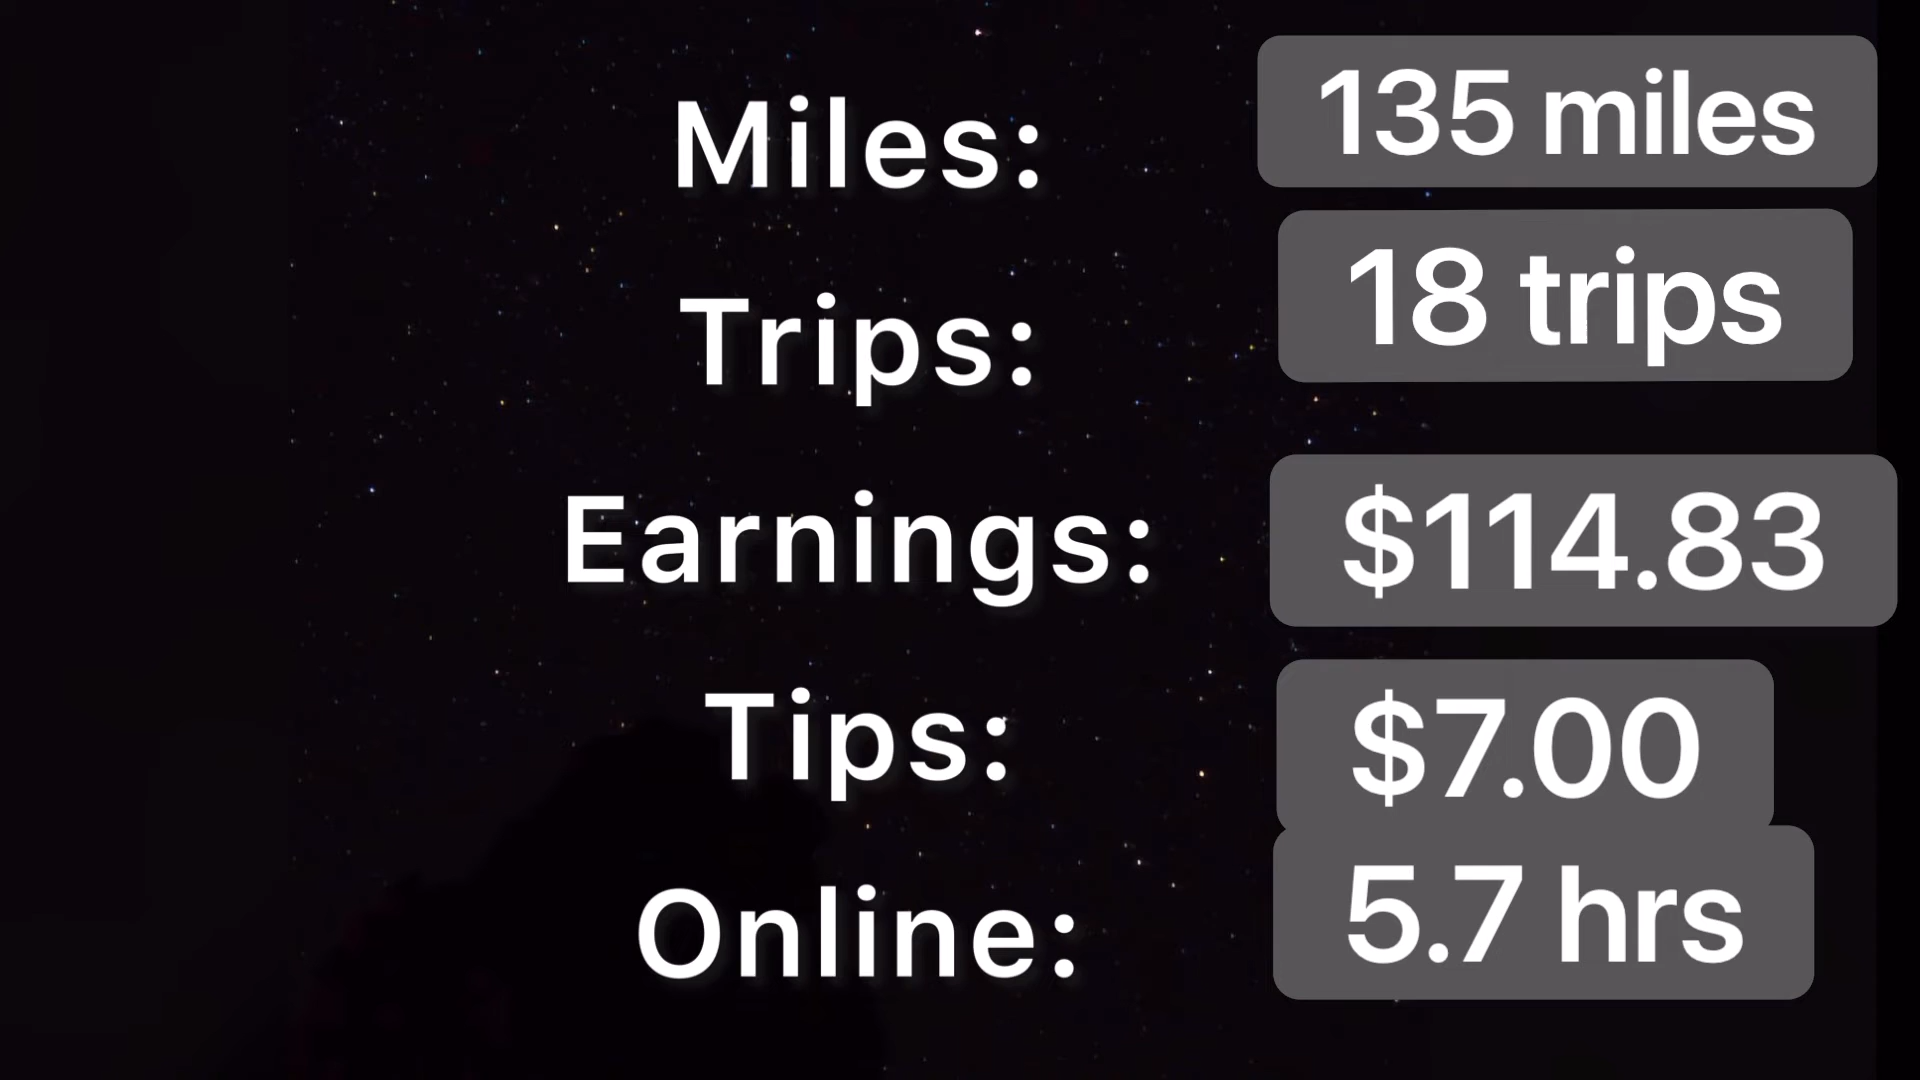 Miles: 135 miles
Trips: 18 trips
Earnings: $114.83
Tips: $7.00
Online: 5.7 hrs